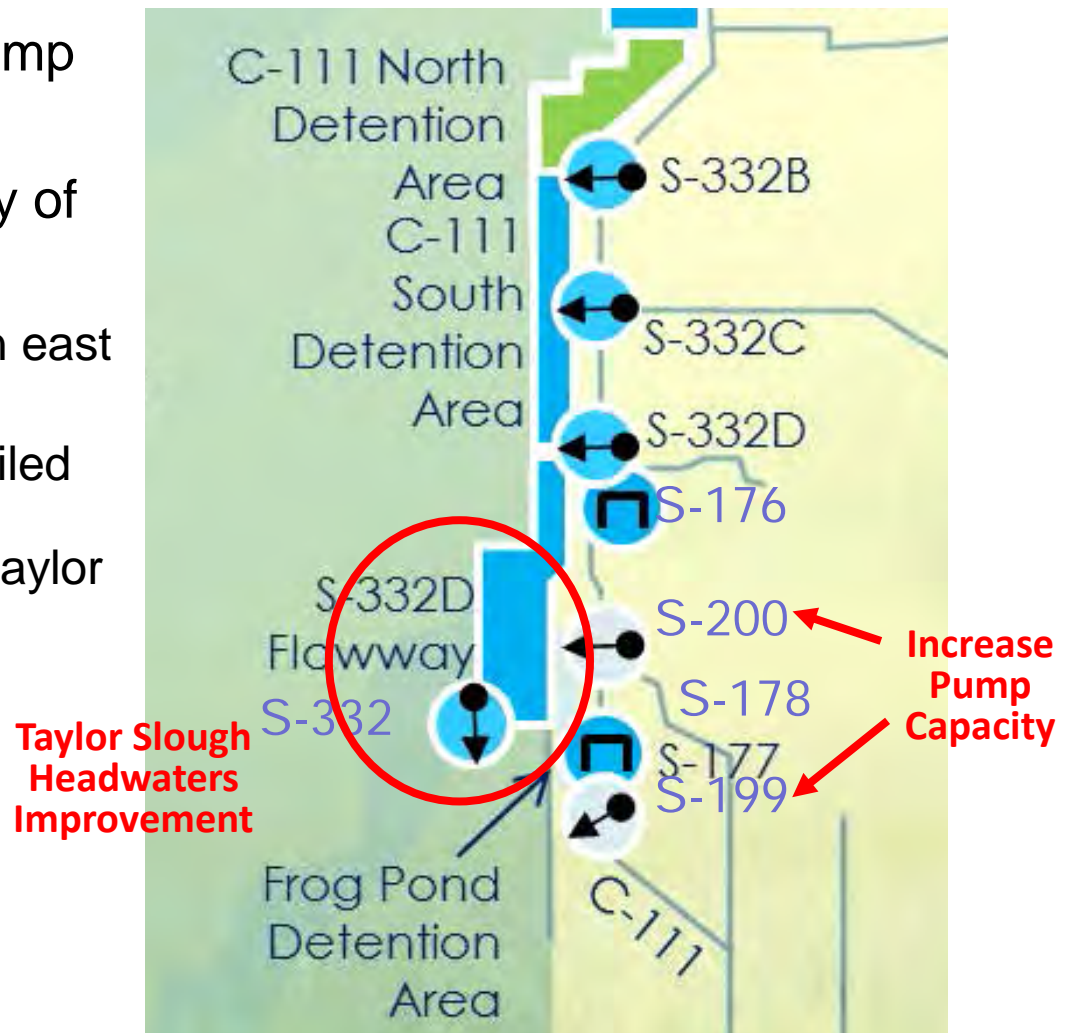 mp
y of
n east
iled
aylor
C-111 North
Detention
Area
C-111
South
Detention
Area
S-332B
S-332C
S-332D
S-176
S-332D
Flowway
S-332
S-200
S-178
S-177
S-199
Increase
Pump
Capacity
Taylor Slough
Headwaters
Improvement
Frog Pond
Detention
Area
C-111